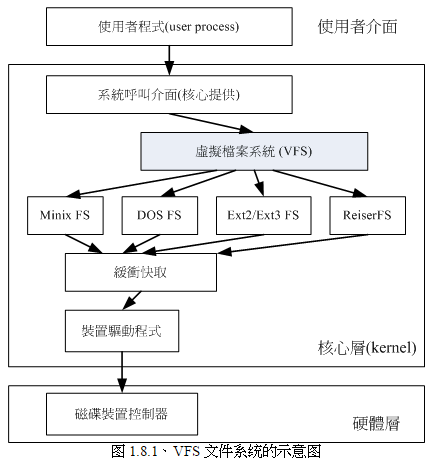 使用者程式(user process)
使用者介面
系統呼叫介面(核心提供)
虛擬檔案系統 (VFS)
Minix FS
DOS FS
Ext2/Ext3 FS
ReiserFS
緩衝快取
裝置驅動程式
核心層(kernel)
磁碟裝置控制器
硬體層
图 1.8.1、VFS 文件系统的示意图